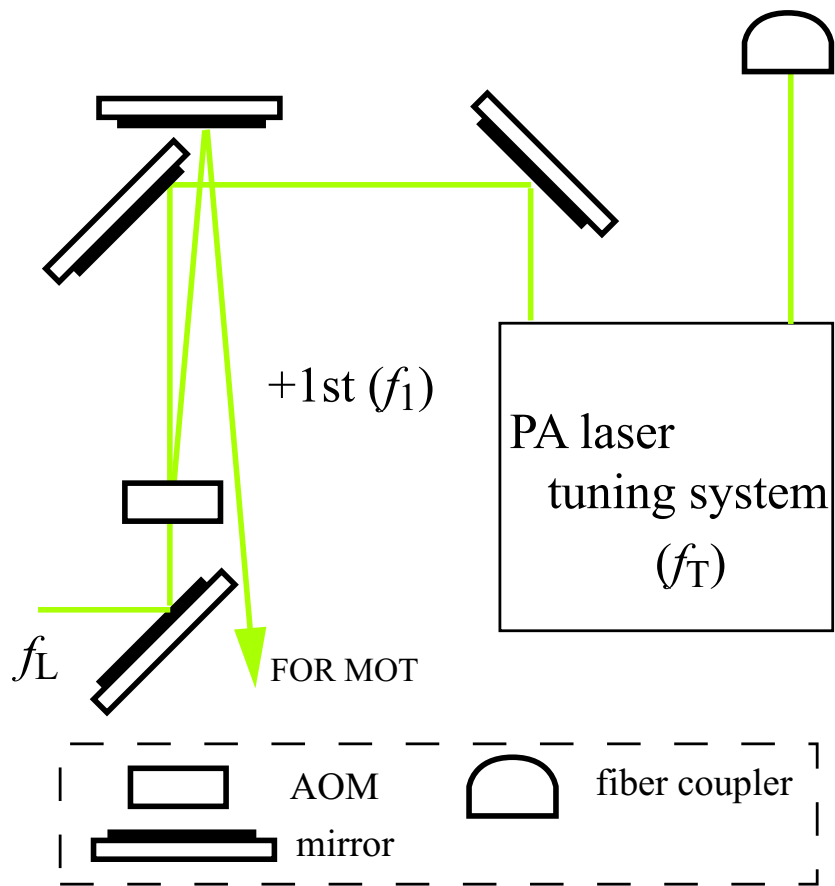 +1st (f1)
PA laser
tuning system
(fT)
fL
FOR MOT
AOM
fiber coupler
mirror